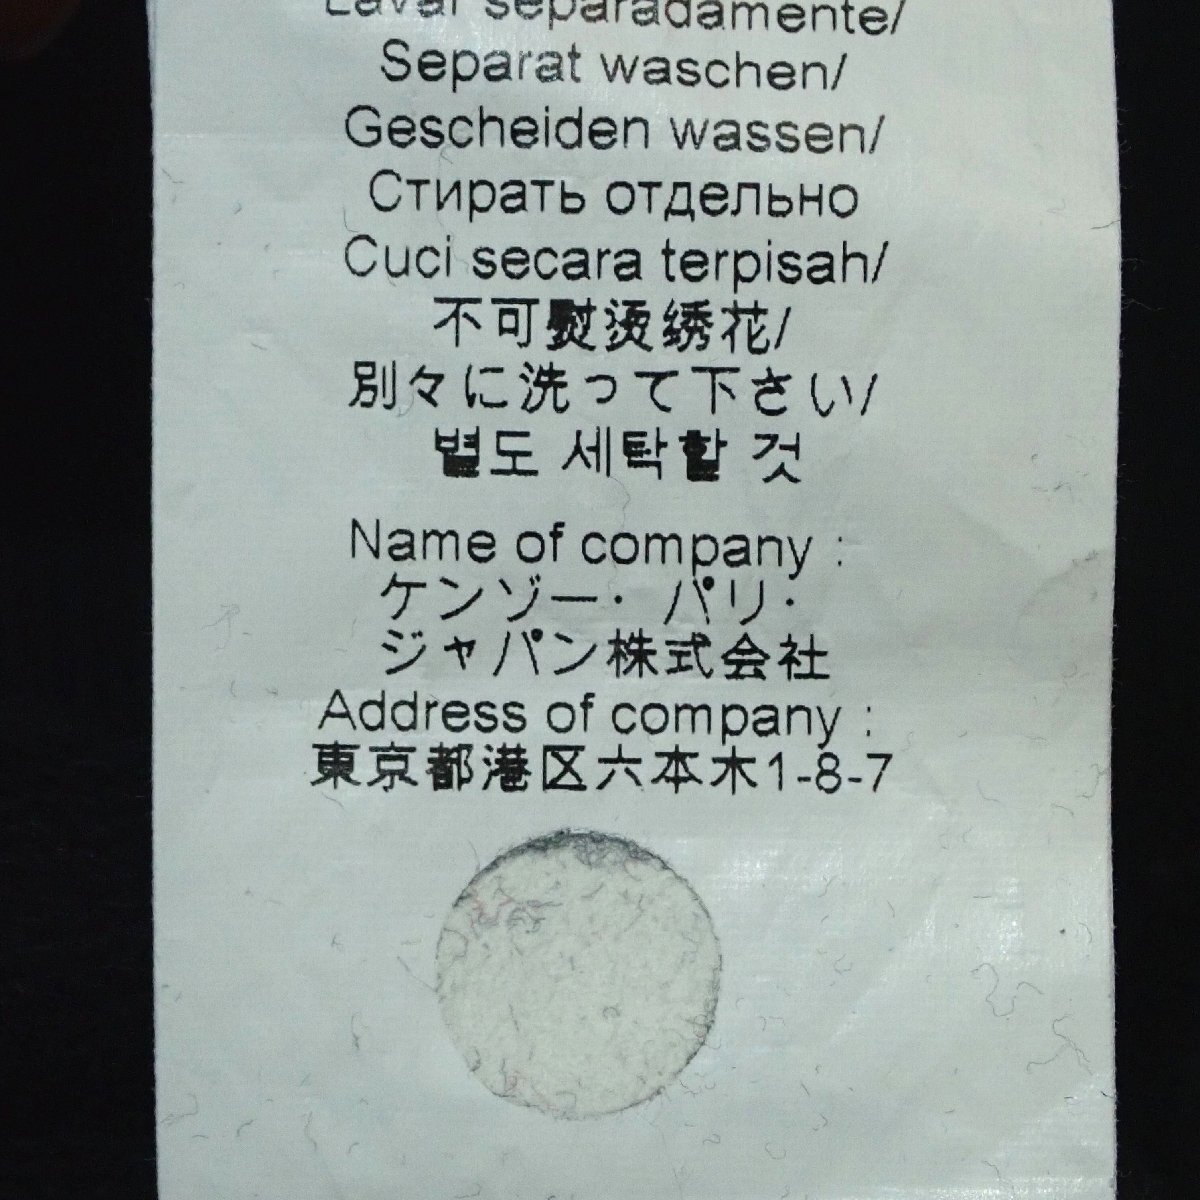 Lavar separadamente/
Separat waschen/
Gescheiden wassen/
Стирать отдельно
Cuci secara terpisah/
不可熨烫绣花/
別々に洗って下さい/
별도 세탁할 것
Name of company :
ケンゾー・パリ・
ジャパン株式会社
Address of company :
東京都港区六本木1-8-7